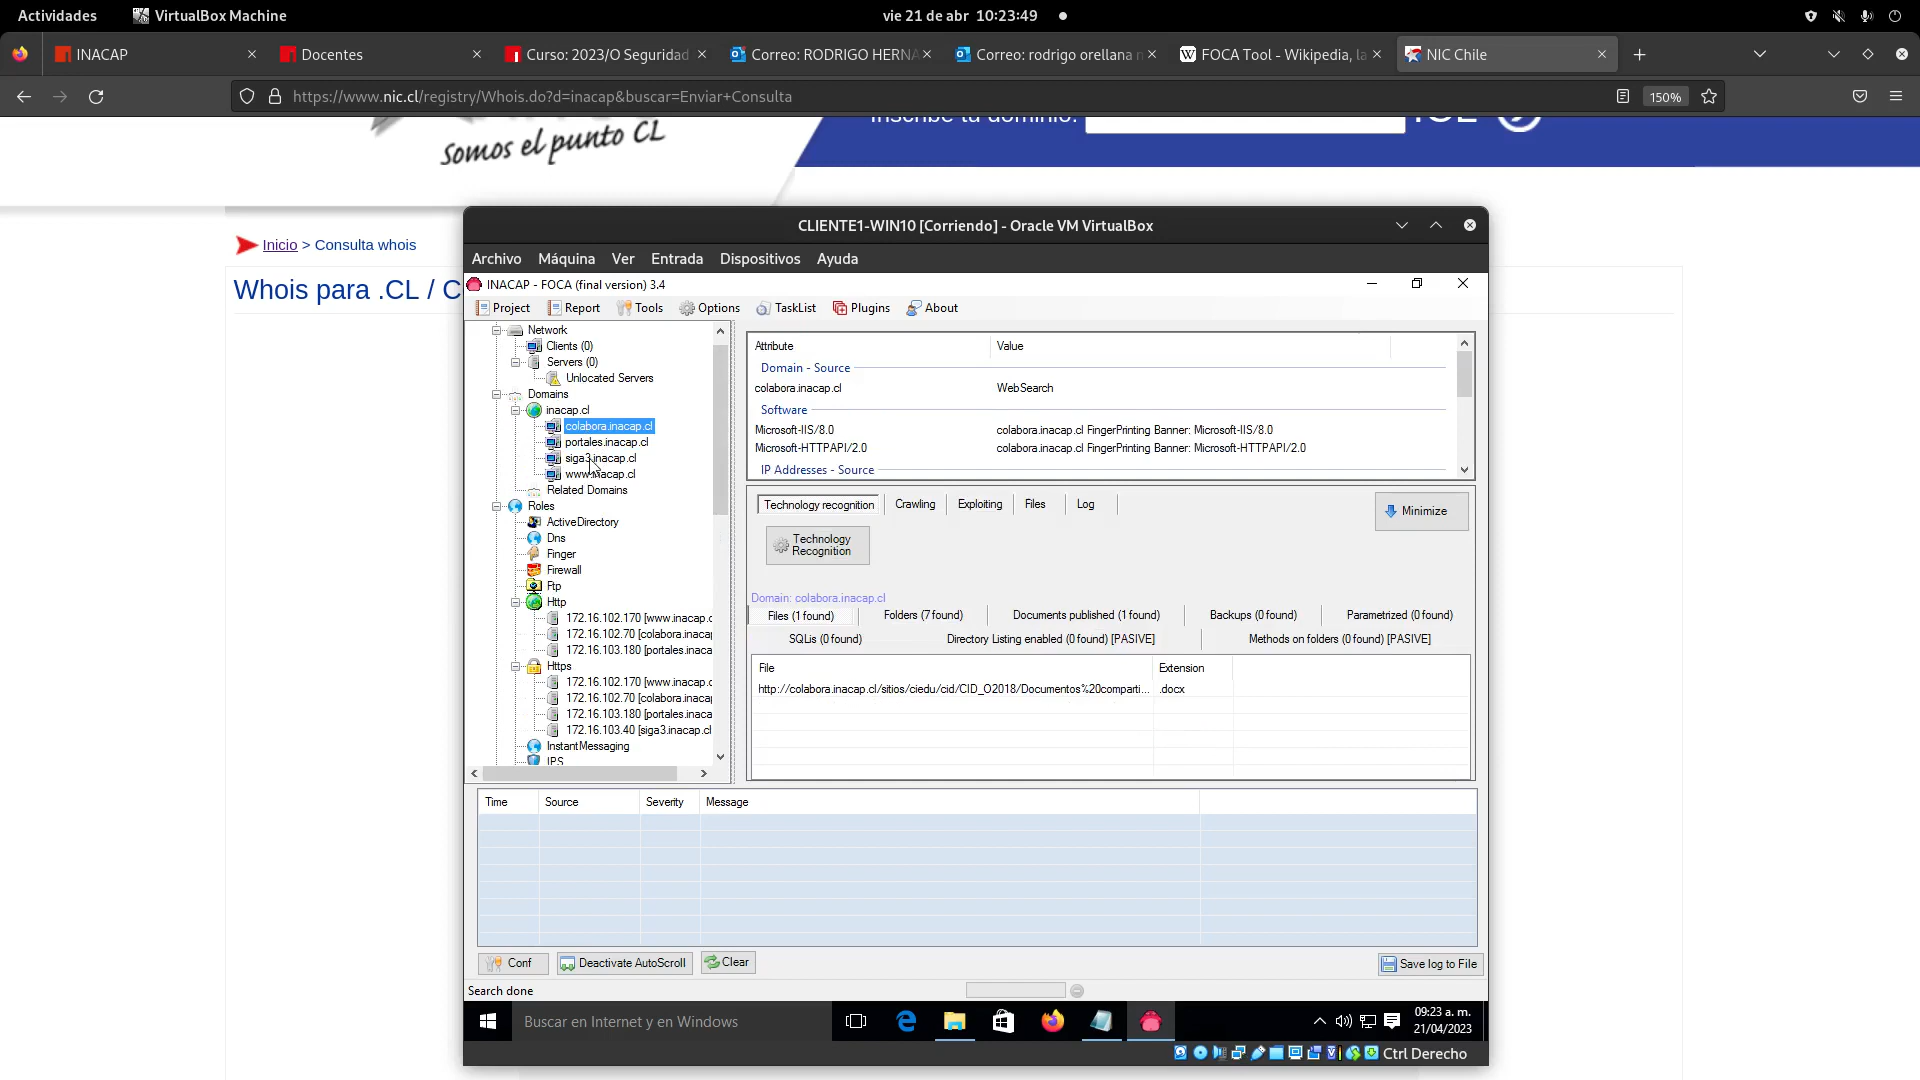 Actividades
VirtualBox Machine
vie 21 de abr 10:23:49
INACAP
Docentes
Curso: 2023/O Seguridad
Correo: RODRIGO HERNA
Correo: rodrigo orellana n
FOCA Tool - Wikipedia, la
NIC Chile
https://www.nic.cl/registry/Whois.do?d=inacap&buscar=Enviar+Consulta
150%
somos el punto CL
Inscribe tu dominio:
Inicio > Consulta whois
Whois para .CL / C
CLIENTE1-WIN10 [Corriendo] - Oracle VM VirtualBox
Archivo Máquina Ver Entrada Dispositivos Ayuda
INACAP - FOCA (final version) 3.4
Project Report Tools Options TaskList Plugins About
Network
Clients (0)
Servers (0)
Unlocated Servers
Domains
inacap.cl
colabora.inacap.cl
portales.inacap.cl
siga3.inacap.cl
www.inacap.cl
Related Domains
Roles
ActiveDirectory
Dns
Finger
Firewall
Ftp
Http
172.16.102.170 [www.inacap.c
172.16.102.70 [colabora.inacap
172.16.103.180 [portales.inaca
Https
172.16.102.170 [www.inacap.c
172.16.102.70 [colabora.inacap
172.16.103.180 [portales.inaca
172.16.103.40 [siga3.inacap.cl
InstantMessaging
IPS
Attribute Value
Domain - Source
colabora.inacap.cl WebSearch
Software
Microsoft-IIS/8.0 colabora.inacap.cl FingerPrinting Banner: Microsoft-IIS/8.0
Microsoft-HTTPAPI/2.0 colabora.inacap.cl FingerPrinting Banner: Microsoft-HTTPAPI/2.0
IP Addresses - Source
Technology recognition Crawling Exploiting Files Log
Minimize
Technology
Recognition
Domain: colabora.inacap.cl
Files (1 found) Folders (7 found) Documents published (1 found) Backups (0 found) Parametrized (0 found)
SQLis (0 found) Directory Listing enabled (0 found) [PASIVE] Methods on folders (0 found) [PASIVE]
File Extension
http://colabora.inacap.cl/sitios/ciedu/cid/CID_O2018/Documentos%20comparti... .docx
Time Source Severity Message
Conf Deactivate AutoScroll Clear Save log to File
Search done
Buscar en Internet y en Windows
09:23 a. m.
21/04/2023
Ctrl Derecho